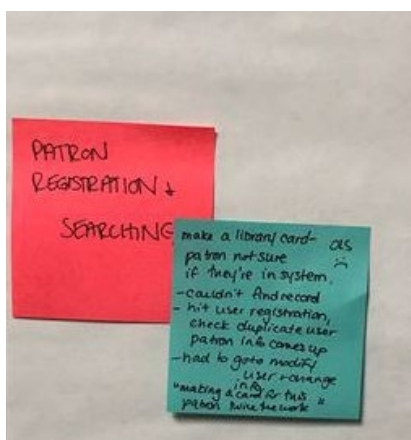 PATRON
REGISTRATION +
SEARCHING
make a library card-
OLS
patron not sure
if they're in system.
- couldn't find record
- hit user registration,
check duplicate user
patron info comes up
- had to go to modify
user + change
info
"making a card for this
patron twice the work"